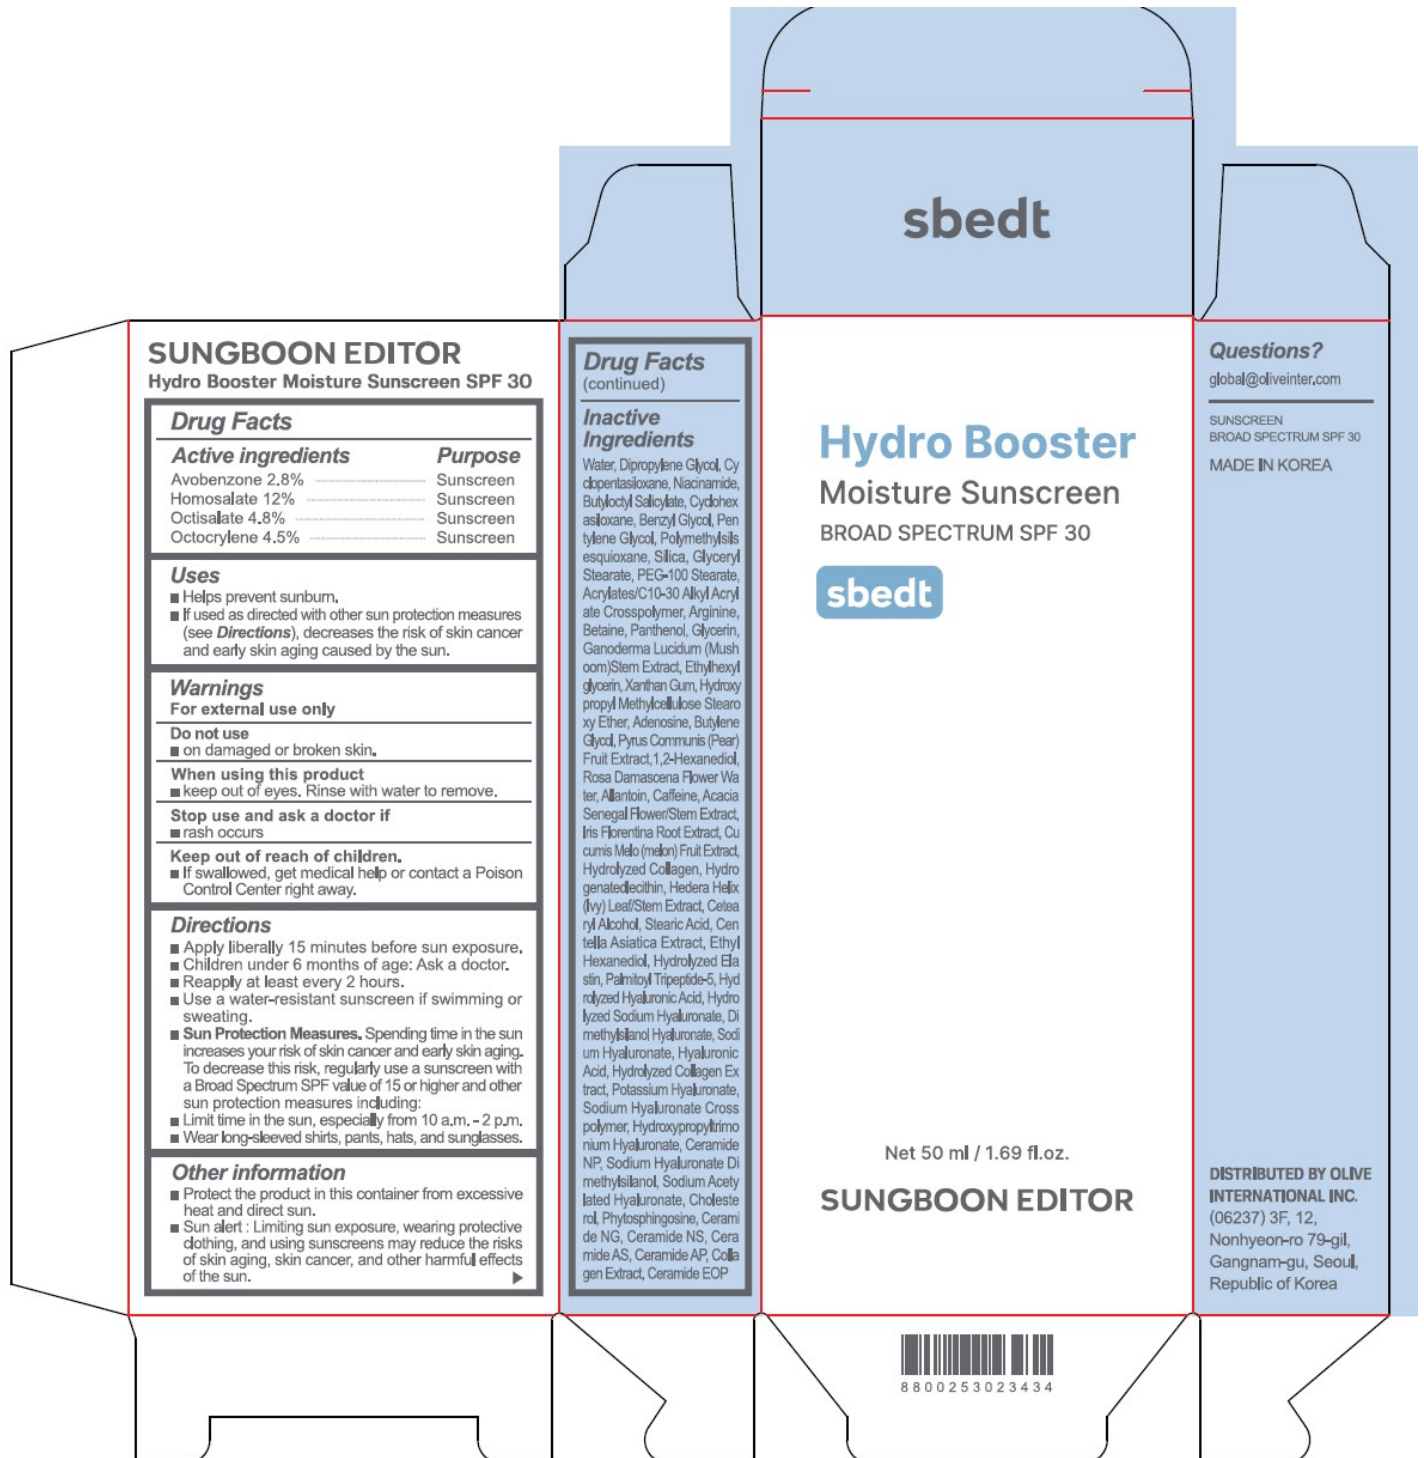 sbedt
SUNGBOON EDITOR
Hydro Booster Moisture Sunscreen SPF 30
Drug Facts
Active ingredients Purpose
Avobenzone 2.8% Sunscreen
Homosalate 12% Sunscreen
Octisalate 4.8% Sunscreen
Octocrylene 4.5% Sunscreen
Uses
■ Helps prevent sunburn.
■ If used as directed with other sun protection measures
(see Directions), decreases the risk of skin cancer
and early skin aging caused by the sun.
Warnings
For external use only
Do not use
■ on damaged or broken skin.
When using this product
■ keep out of eyes. Rinse with water to remove.
Stop use and ask a doctor if
■ rash occurs
Keep out of reach of children.
■ If swallowed, get medical help or contact a Poison
Control Center right away.
Directions
■ Apply liberally 15 minutes before sun exposure.
■ Children under 6 months of age: Ask a doctor.
■ Reapply at least every 2 hours.
■ Use a water-resistant sunscreen if swimming or
sweating.
■ Sun Protection Measures. Spending time in the sun
increases your risk of skin cancer and early skin aging.
To decrease this risk, regularly use a sunscreen with
a Broad Spectrum SPF value of 15 or higher and other
sun protection measures including:
■ Limit time in the sun, especially from 10 a.m. - 2 p.m.
■ Wear long-sleeved shirts, pants, hats, and sunglasses.
Other information
■ Protect the product in this container from excessive
heat and direct sun.
■ Sun alert : Limiting sun exposure, wearing protective
clothing, and using sunscreens may reduce the risks
of skin aging, skin cancer, and other harmful effects
of the sun.
Drug Facts
(continued)
Inactive
Ingredients
Water, Dipropylene Glycol, Cy
clopentasiloxane, Niacinamide,
Butyloctyl Salicylate, Cyclohex
asiloxane, Benzyl Glycol, Pen
tylene Glycol, Polymethylsils
esquioxane, Silica, Glyceryl
Stearate, PEG-100 Stearate,
Acrylates/C10-30 Alkyl Acryl
ate Crosspolymer, Arginine,
Betaine, Panthenol, Glycerin,
Ganoderma Lucidum (Mush
oom)Stem Extract, Ethylhexyl
glycerin, Xanthan Gum, Hydroxy
propyl Methylcellulose Stearo
xy Ether, Adenosine, Butylene
Glycol, Pyrus Communis (Pear)
Fruit Extract,1,2-Hexanediol,
Rosa Damascena Flower Wa
ter, Allantoin, Caffeine, Acacia
Senegal Flower/Stem Extract,
Iris Florentina Root Extract, Cu
cumis Melo (melon) Fruit Extract,
Hydrolyzed Collagen, Hydro
genatedlecithin, Hedera Helix
(Ivy) Leaf/Stem Extract, Cetea
ryl Alcohol, Stearic Acid, Cen
tella Asiatica Extract, Ethyl
Hexanediol, Hydrolyzed Ela
stin, Palmitoyl Tripeptide-5, Hyd
rolyzed Hyaluronic Acid, Hydro
lyzed Sodium Hyaluronate, Di
methylsilanol Hyaluronate, Sodi
um Hyaluronate, Hyaluronic
Acid, Hydrolyzed Collagen Ex
tract, Potassium Hyaluronate,
Sodium Hyaluronate Cross
polymer, Hydroxypropyltrimo
nium Hyaluronate, Ceramide
NP, Sodium Hyaluronate Di
methylsilanol, Sodium Acety
lated Hyaluronate, Choleste
rol, Phytosphingosine, Cerami
de NG, Ceramide NS, Cera
mide AS, Ceramide AP, Colla
gen Extract, Ceramide EOP
Hydro Booster
Moisture Sunscreen
BROAD SPECTRUM SPF 30
sbedt
Net 50 ml / 1.69 fl.oz.
SUNGBOON EDITOR
8800253023434
Questions?
global@oliveinter.com
SUNSCREEN
BROAD SPECTRUM SPF 30
MADE IN KOREA
DISTRIBUTED BY OLIVE
INTERNATIONAL INC.
(06237) 3F, 12,
Nonhyeon-ro 79-gil,
Gangnam-gu, Seoul,
Republic of Korea